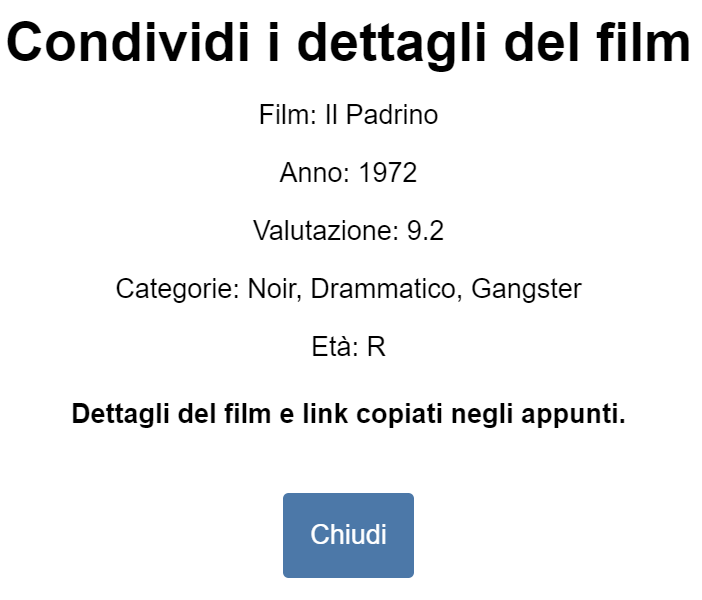 Condividi i dettagli del film
Film: Il Padrino
Anno: 1972
Valutazione: 9.2
Categorie: Noir, Drammatico, Gangster
Età: R
Dettagli del film e link copiati negli appunti.
Chiudi